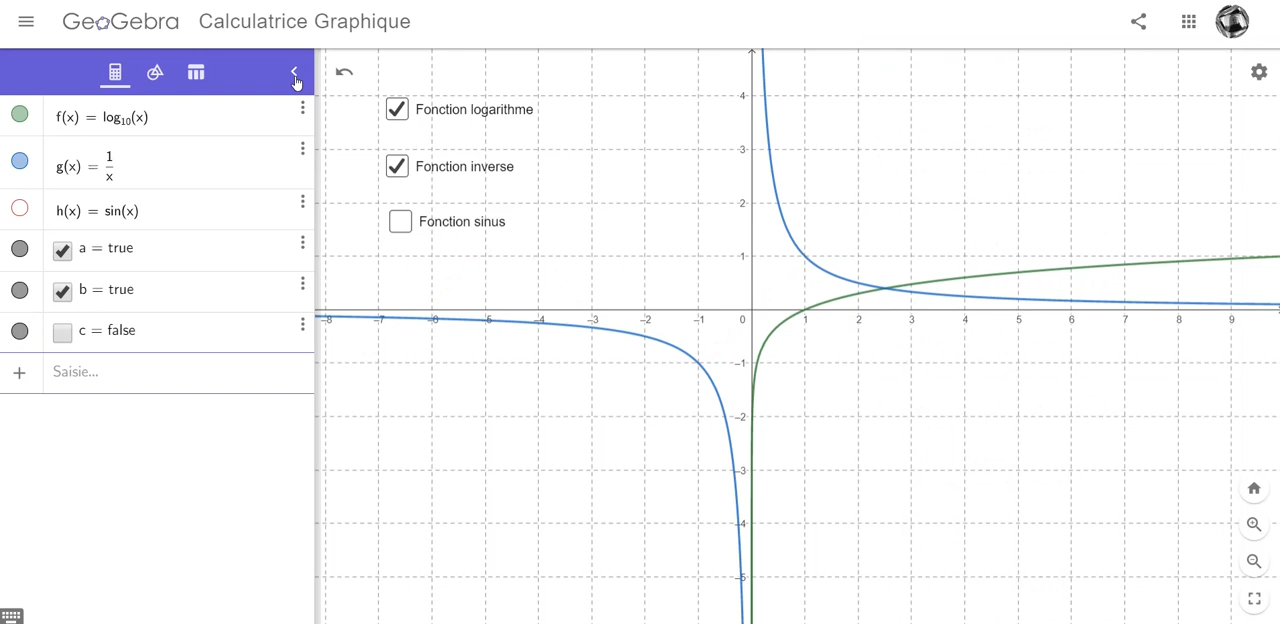 GeoGebra Calculatrice Graphique
f(x) = log₁₀(x)
g(x) = 1/x
h(x) = sin(x)
a = true
b = true
c = false
+ Saisie...
Fonction logarithme
Fonction inverse
Fonction sinus
4
3
2
1
–8 –7 –6 –5 –4 –3 –2 –1 0 1 2 3 4 5 6 7 8 9
–1
–2
–3
–4
–5